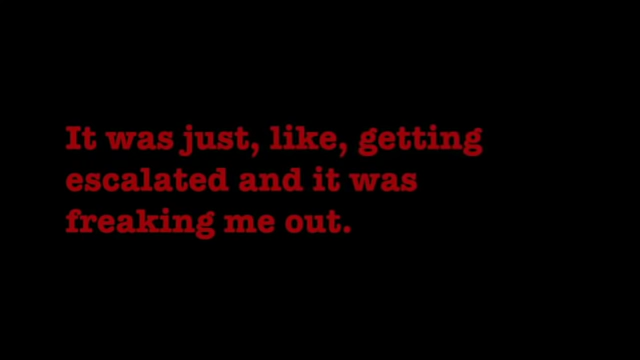 It was just, like, getting
escalated and it was
freaking me out.